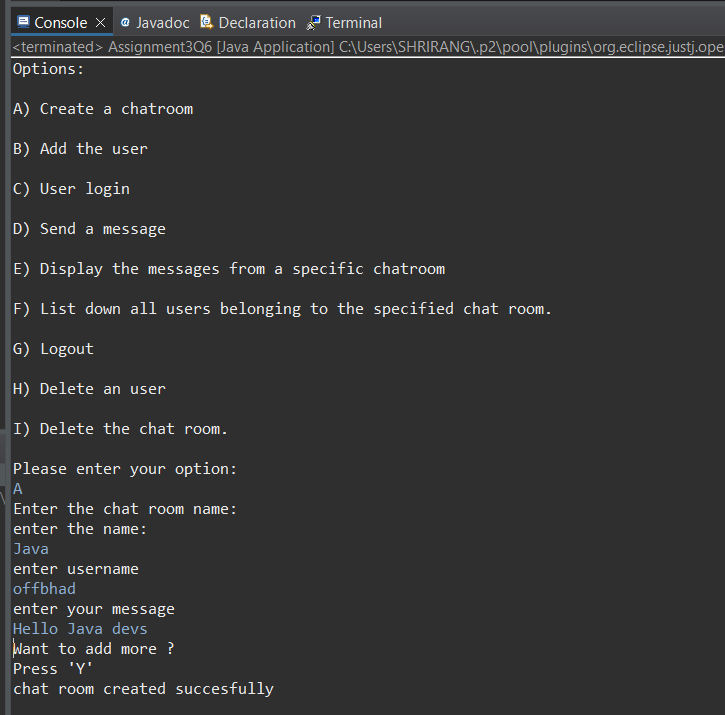 Console Javadoc Declaration Terminal
<terminated> Assignment3Q6 [Java Application] C:\Users\SHRIRANG\.p2\pool\plugins\org.eclipse.justj.ope
Options:
A) Create a chatroom
B) Add the user
C) User login
D) Send a message
E) Display the messages from a specific chatroom
F) List down all users belonging to the specified chat room.
G) Logout
H) Delete an user
I) Delete the chat room.
Please enter your option:
A
Enter the chat room name:
enter the name:
Java
enter username
offbhad
enter your message
Hello Java devs
Want to add more ?
Press 'Y'
chat room created succesfully